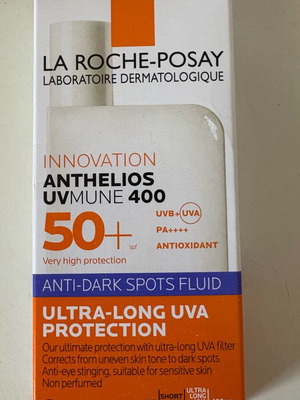 LA ROCHE-POSAY
LABORATOIRE DERMATOLOGIQUE
INNOVATION
ANTHELIOS
UVMUNE 400
50+ spf
UVB+ UVA
PA++++
ANTIOXIDANT
Very high protection
ANTI-DARK SPOTS FLUID
ULTRA-LONG UVA
PROTECTION
Our ultimate protection with ultra-long UVA filter
Corrects from uneven skin tone to dark spots
Anti-eye stinging, suitable for sensitive skin
Non perfumed
SHORT
ULTRA
LONG